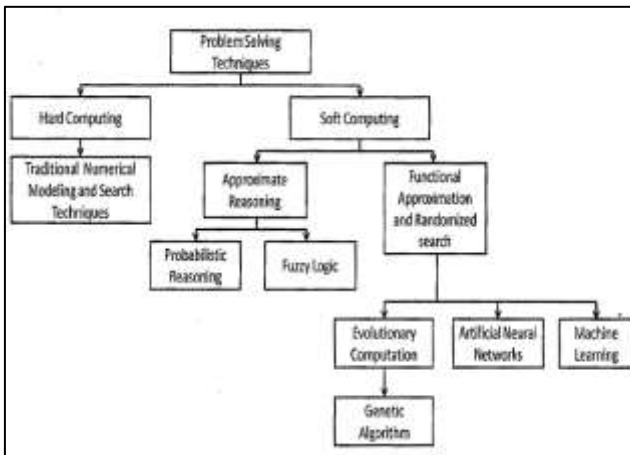 Problem Solving
Techniques
Hard Computing
Soft Computing
Traditional Numerical
Modeling and Search
Techniques
Approximate
Reasoning
Functional
Approximation
and Randomized
search
Probabilistic
Reasoning
Fuzzy Logic
Evolutionary
Computation
Artificial Neural
Networks
Machine
Learning
Genetic
Algorithm